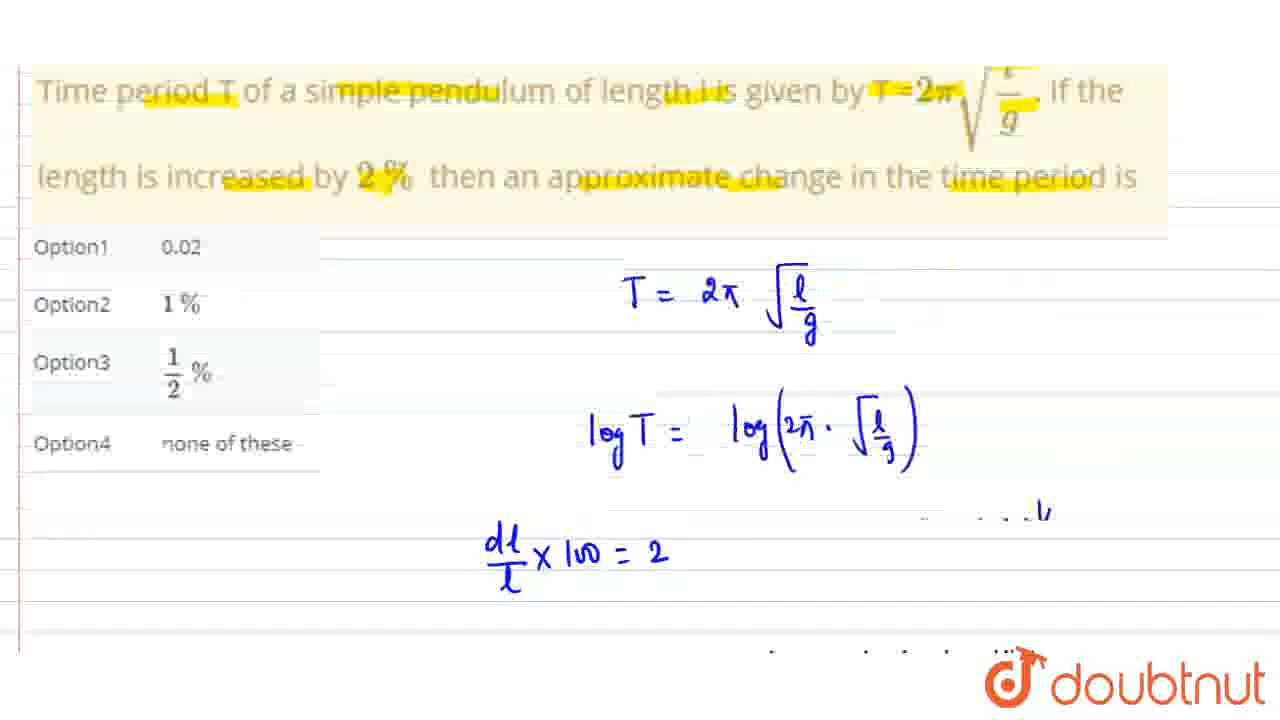 Time period T of a simple pendulum of length l is given by T = 2π√(l/g). If the
length is increased by 2 % then an approximate change in the time period is
Option1 0.02
Option2 1 %
Option3 1/2 %
Option4 none of these
T = 2π √(l/g)
log T = log(2π · √(l/g))
dl/l × 100 = 2
doubtnut